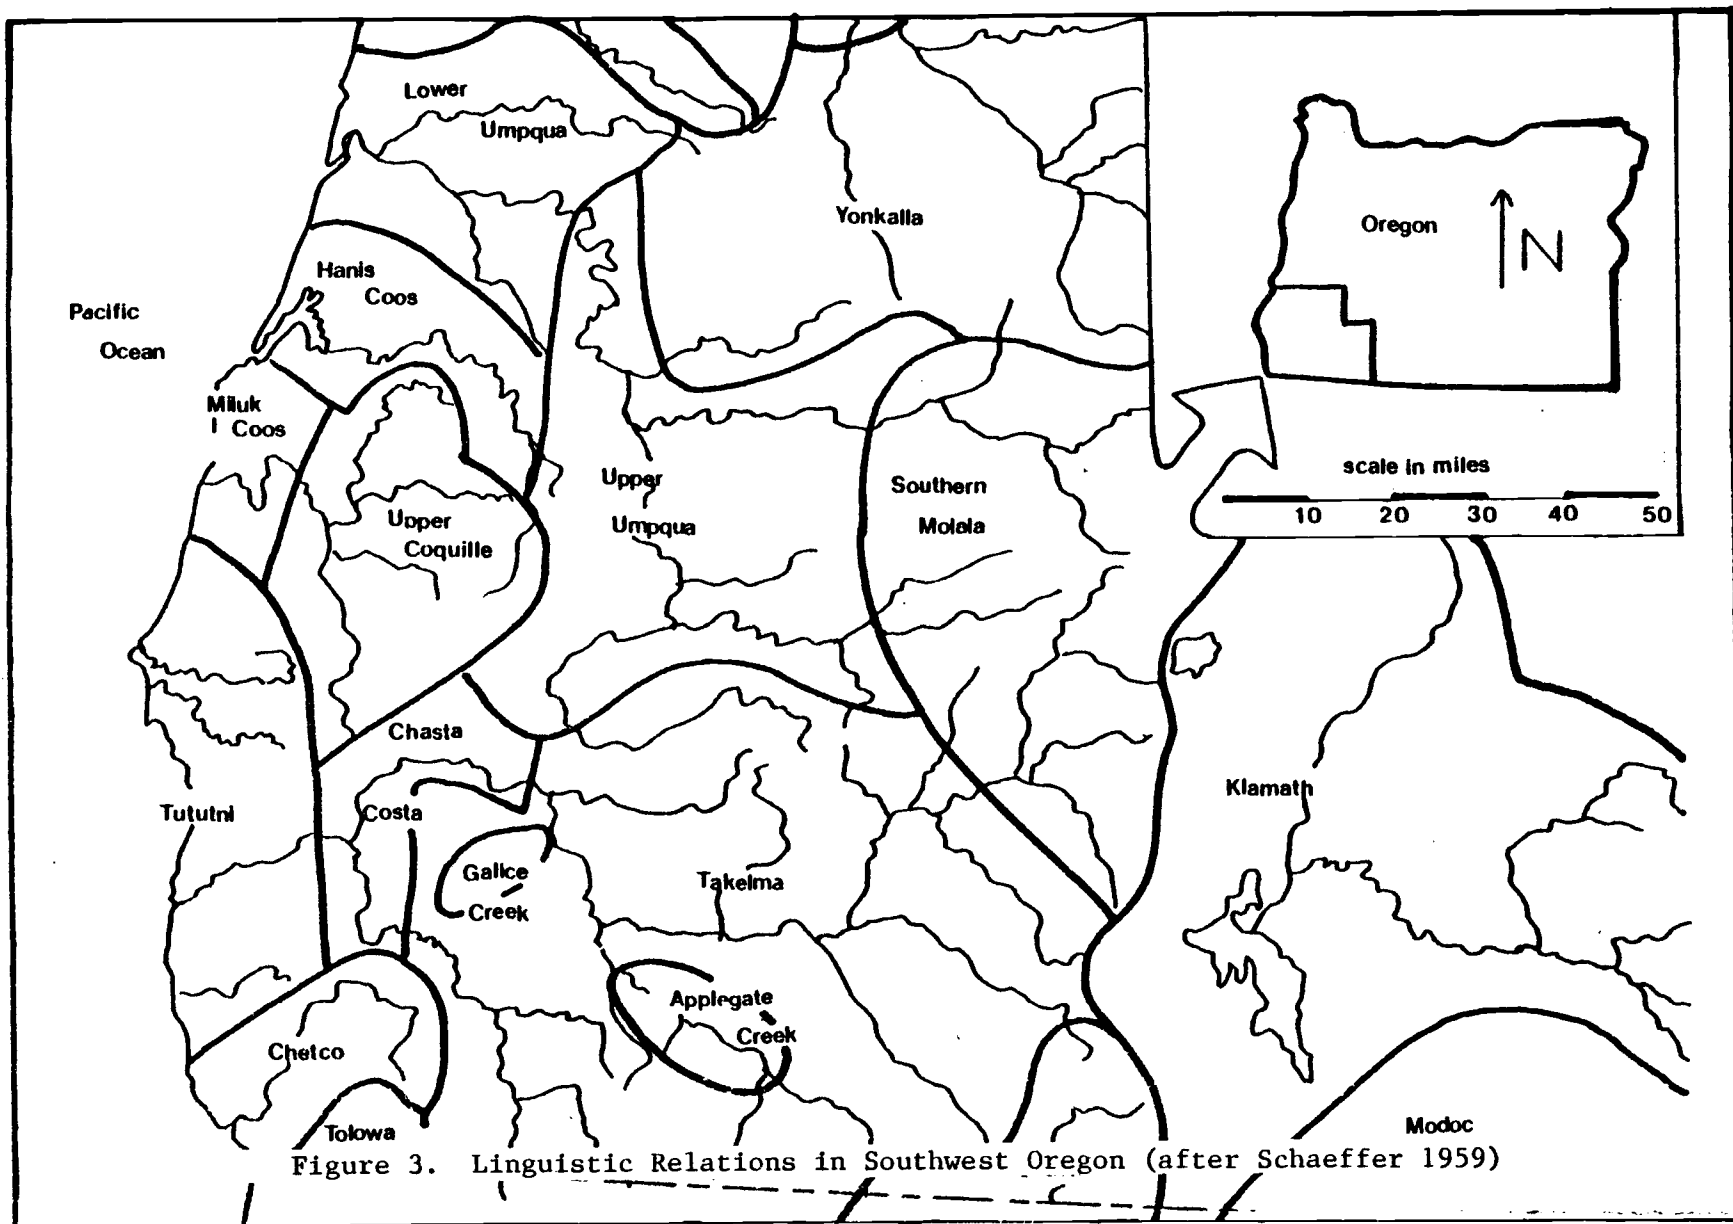 Lower
Umpqua
Yonkalla
Oregon
N
Hanis
Coos
Pacific
Ocean
Miluk
Coos
scale in miles
10 20 30 40 50
Upper
Umpqua
Southern
Molala
Upper
Coquille
Chasta
Costa
Tututni
Klamath
Galice
Creek
Takelma
Applegate
Creek
Chetco
Tolowa
Modoc
Figure 3. Linguistic Relations in Southwest Oregon (after Schaeffer 1959)